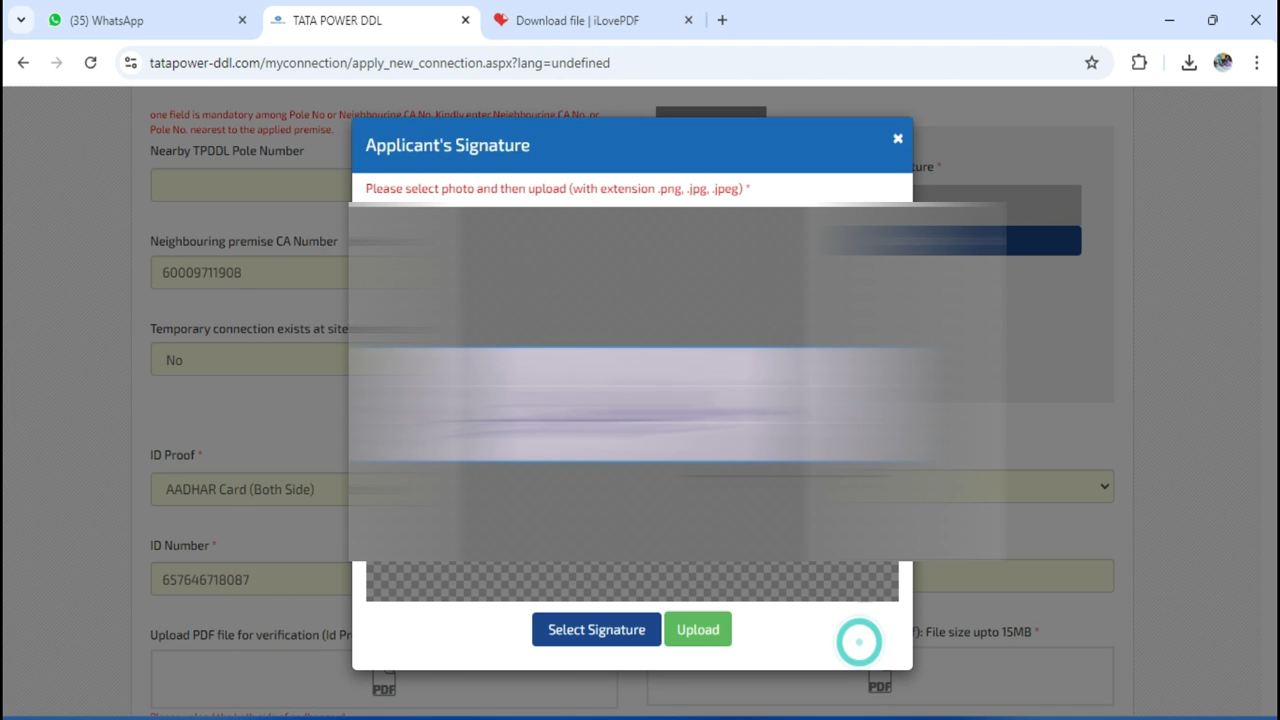 (35) WhatsApp
TATA POWER DDL
Download file | iLovePDF
tatapower-ddl.com/myconnection/apply_new_connection.aspx?lang=undefined
one field is mandatory among Pole No or Neighbouring CA No. Kindly enter Neighbouring CA No. or
Pole No. nearest to the applied premise.
Nearby TPDDL Pole Number
Applicant's Signature
Please select photo and then upload (with extension .png, .jpg, .jpeg) *
Neighbouring premise CA Number
60009711908
Temporary connection exists at site
No
ID Proof *
AADHAR Card (Both Side)
ID Number *
657646718087
Select Signature
Upload
Upload PDF file for verification (Id
File size upto 15MB *
PDF
PDF